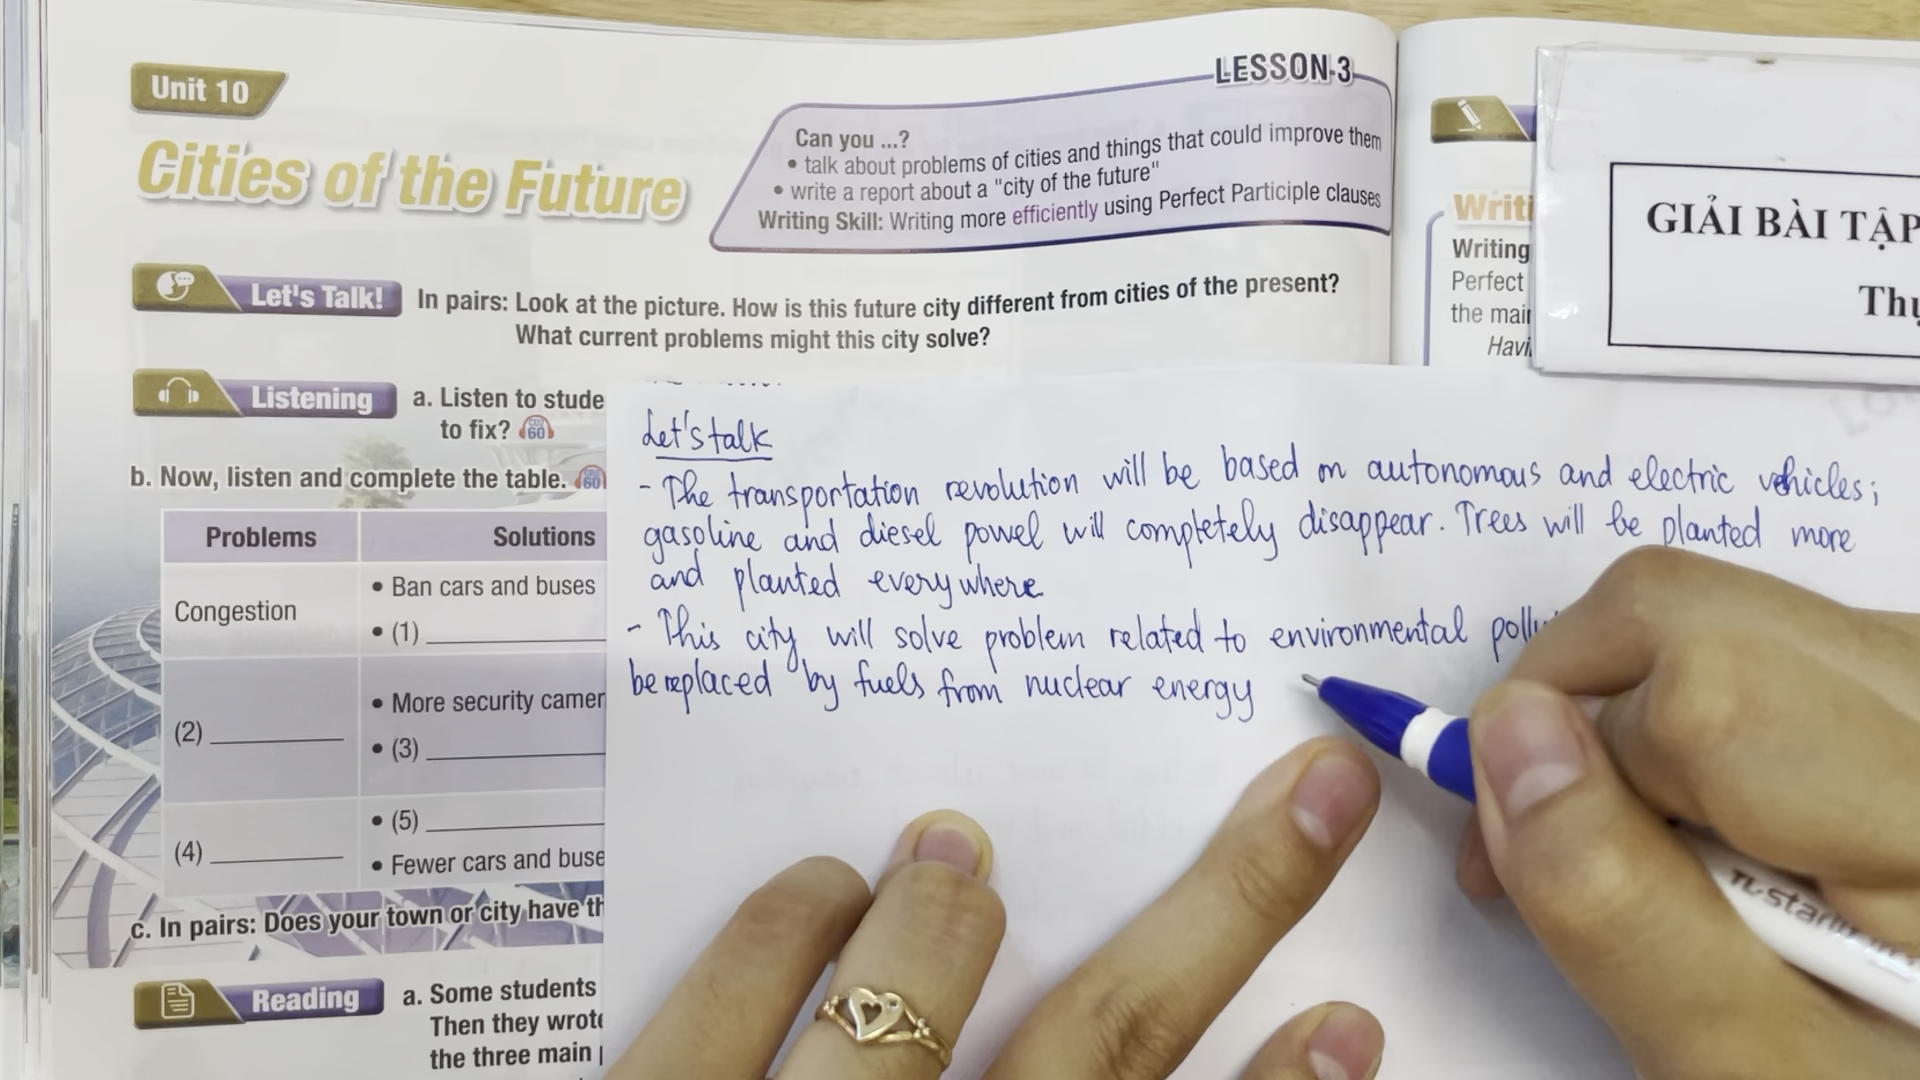 Unit 10
Cities of the Future
LESSON 3
Can you ...?
• talk about problems of cities and things that could improve them
• write a report about a "city of the future"
Writing Skill: Writing more efficiently using Perfect Participle clauses
Let's Talk!
In pairs: Look at the picture. How is this future city different from cities of the present?
What current problems might this city solve?
Listening
a. Listen to stude
to fix?
60
b. Now, listen and complete the table.
60
Problems
Solutions
Congestion
• Ban cars and buses
• (1)
(2)
• More security camer
• (3)
(4)
• (5)
• Fewer cars and buse
c. In pairs: Does your town or city have th
Reading
a. Some students
Then they wrote
the three main
Let's talk
- The transportation revolution will be based on autonomous and electric vehicles;
gasoline and diesel powel will completely disappear. Trees will be planted more
and planted everywhere
- This city will solve problem related to environmental pollu
be replaced by fuels from nuclear energy
Writi
Writing
Perfect
the mai
Havi
GIẢI BÀI TẬP
Thụ
TL-